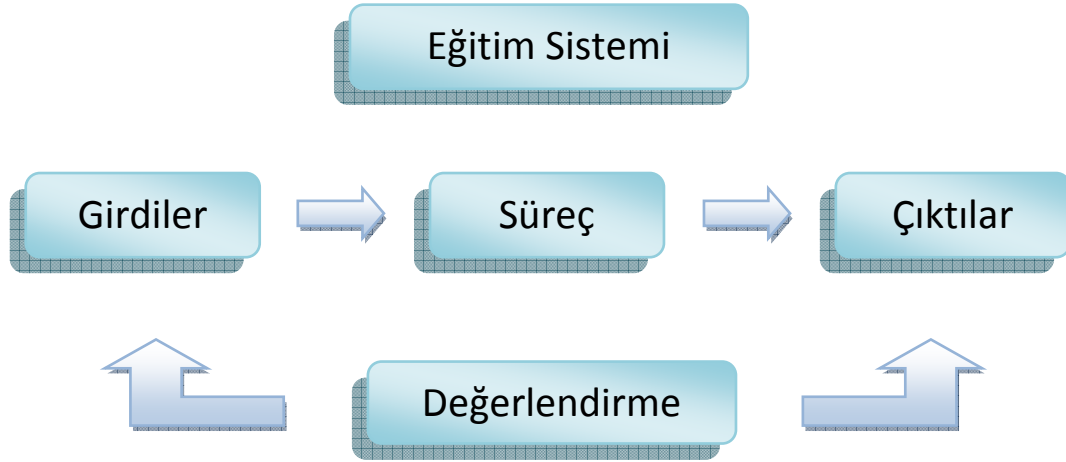 Eğitim Sistemi
Girdiler
Süreç
Çıktılar
Değerlendirme